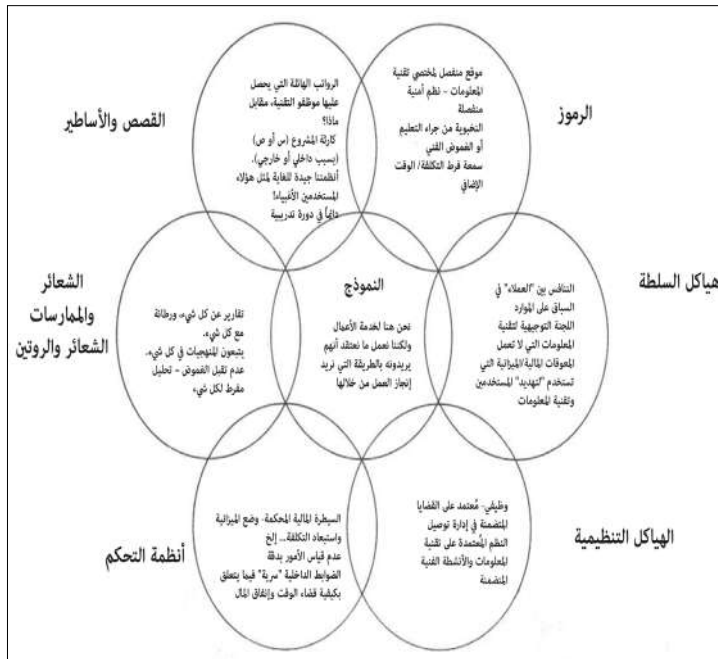 الرموز
موقع منفصل لمختصي تقنية
المعلومات – نظم أمنية
منفصلة
النخبوية من جراء التعليم
أو الغموض الفني
سمعة فرط التكلفة/ الوقت
الإضافي
القصص والأساطير
الرواتب الهائلة التي يحصل
عليها موظفو التقنية، مقابل
ماذا؟
كارثة المشروع (س أو ص)
(بسبب داخلي أو خارجي).
أنظمتنا جيدة للغاية لمثل هؤلاء
المستخدمين الأغبياء!
دائماً في دورة تدريبية
هياكل السلطة
التنافس بين "العملاء" في
السباق على الموارد
اللجنة التوجيهية لتقنية
المعلومات التي لا تعمل
المعوقات المالية/الميزانية التي
تستخدم "لتهديد" المستخدمين
وتقنية المعلومات
النموذج
نحن هنا لخدمة الأعمال
ولكننا نعمل ما نعتقد أنهم
يريدونه بالطريقة التي نريد
إنجاز العمل من خلالها
الشعائر
والممارسات
الشعائر والروتين
تقارير عن كل شيء، ورطانة
مع كل شيء.
يتبعون المنهجيات في كل شيء.
عدم تقبل الغموض – تحليل
مفرط لكل شيء
الهياكل التنظيمية
وظيفي- مُعتمد على القضايا
المتضمنة في إدارة توصيل
النظم المُعتمدة على تقنية
المعلومات والأنشطة الفنية
المتضمنة
أنظمة التحكم
السيطرة المالية المحكمة- وضع الميزانية
واستبعاد التكلفة... إلخ
عدم قياس الأمور بدقة
الضوابط الداخلية "سرية" فيما يتعلق
بكيفية قضاء الوقت وإنفاق المال